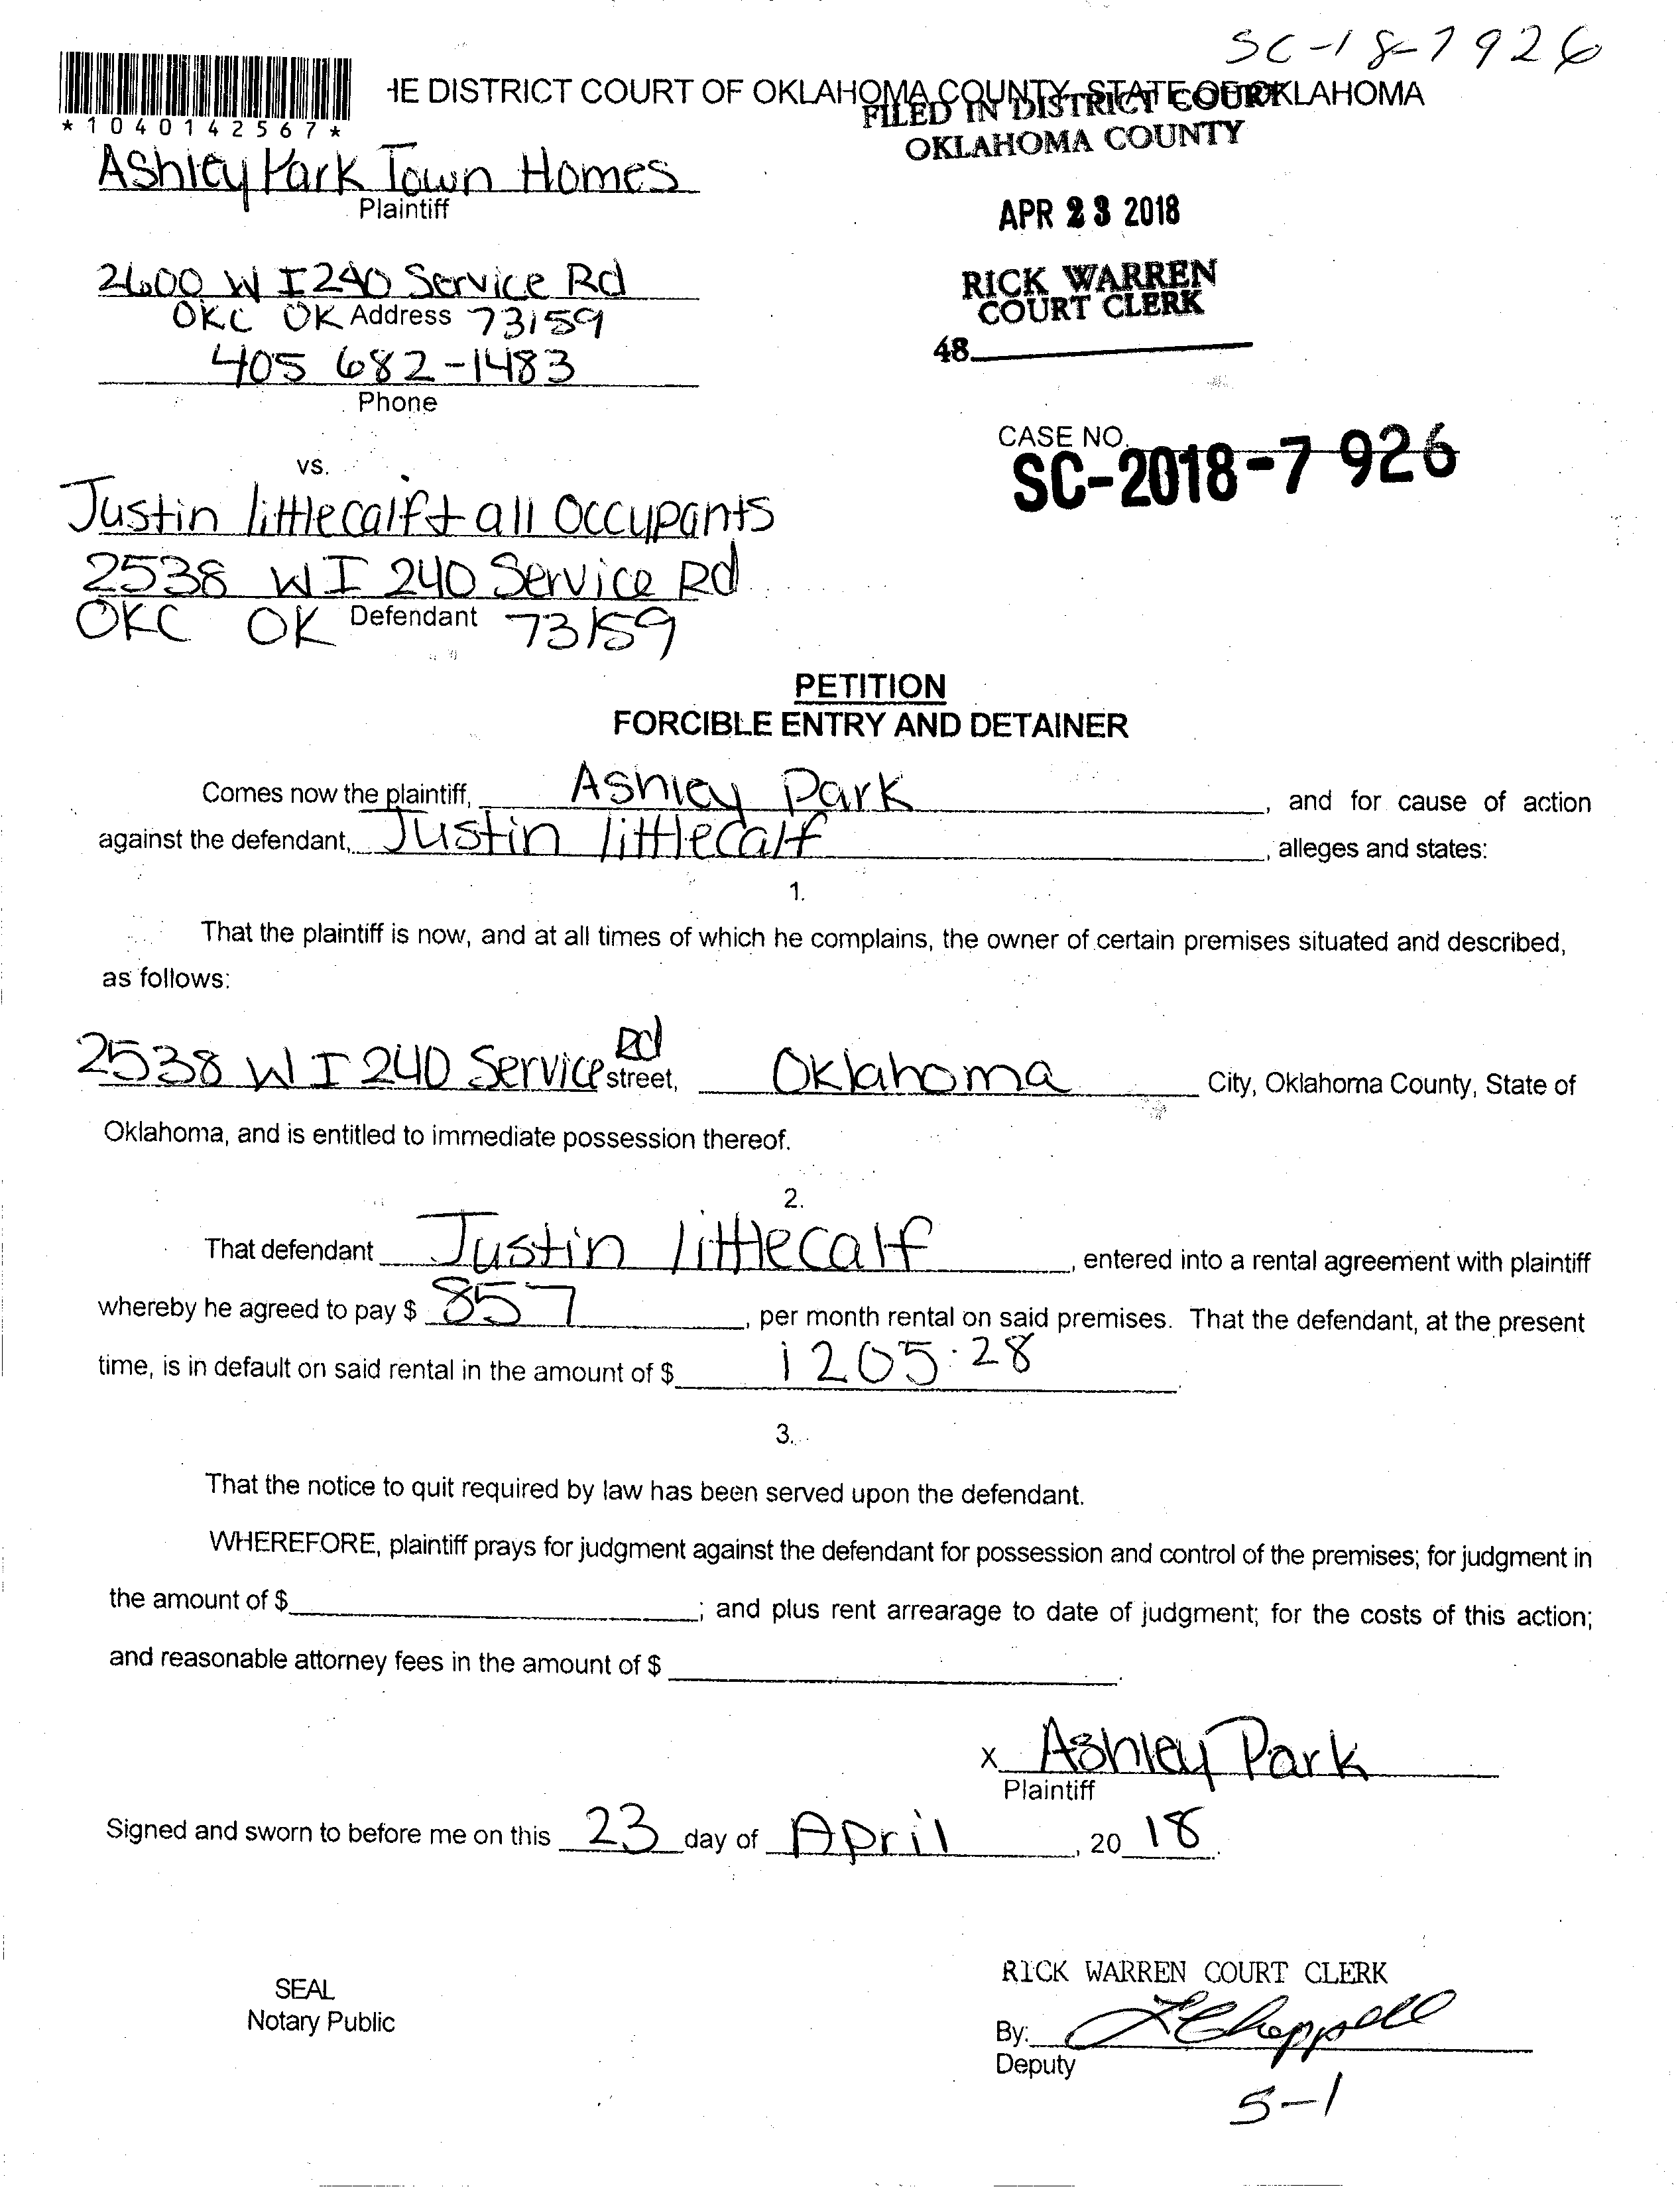 SC-18-7926
HE DISTRICT COURT OF OKLAHOMA COUNTY, STATE OF OKLAHOMA
*1040142567*
FILED IN DISTRICT COURT
OKLAHOMA COUNTY
Ashley Park Town Homes
Plaintiff
APR 23 2018
2600 W I240 Service Rd
OKC OK Address 73159
RICK WARREN
COURT CLERK
405 682-1483
48
Phone
CASE NO.
SC-2018-7926
vs.
Justin littlecalf + all Occupants
2538 W I 240 Service Rd
OKC OK Defendant 73159
PETITION
FORCIBLE ENTRY AND DETAINER
Comes now the plaintiff, Ashley Park, and for cause of action
against the defendant, Justin littlecalf, alleges and states:
1.
That the plaintiff is now, and at all times of which he complains, the owner of certain premises situated and described,
as follows:
2538 W I 240 Service Rd street, Oklahoma City, Oklahoma County, State of
Oklahoma, and is entitled to immediate possession thereof.
2.
That defendant Justin littlecalf, entered into a rental agreement with plaintiff
whereby he agreed to pay $ 857, per month rental on said premises. That the defendant, at the present
time, is in default on said rental in the amount of $ 1205.28.
3.
That the notice to quit required by law has been served upon the defendant.
WHEREFORE, plaintiff prays for judgment against the defendant for possession and control of the premises; for judgment in
the amount of $ ; and plus rent arrearage to date of judgment; for the costs of this action;
and reasonable attorney fees in the amount of $ .
x Ashley Park
Plaintiff
Signed and sworn to before me on this 23 day of April, 20 18.
RICK WARREN COURT CLERK
SEAL
Notary Public
By: L Chappell
Deputy
5-1